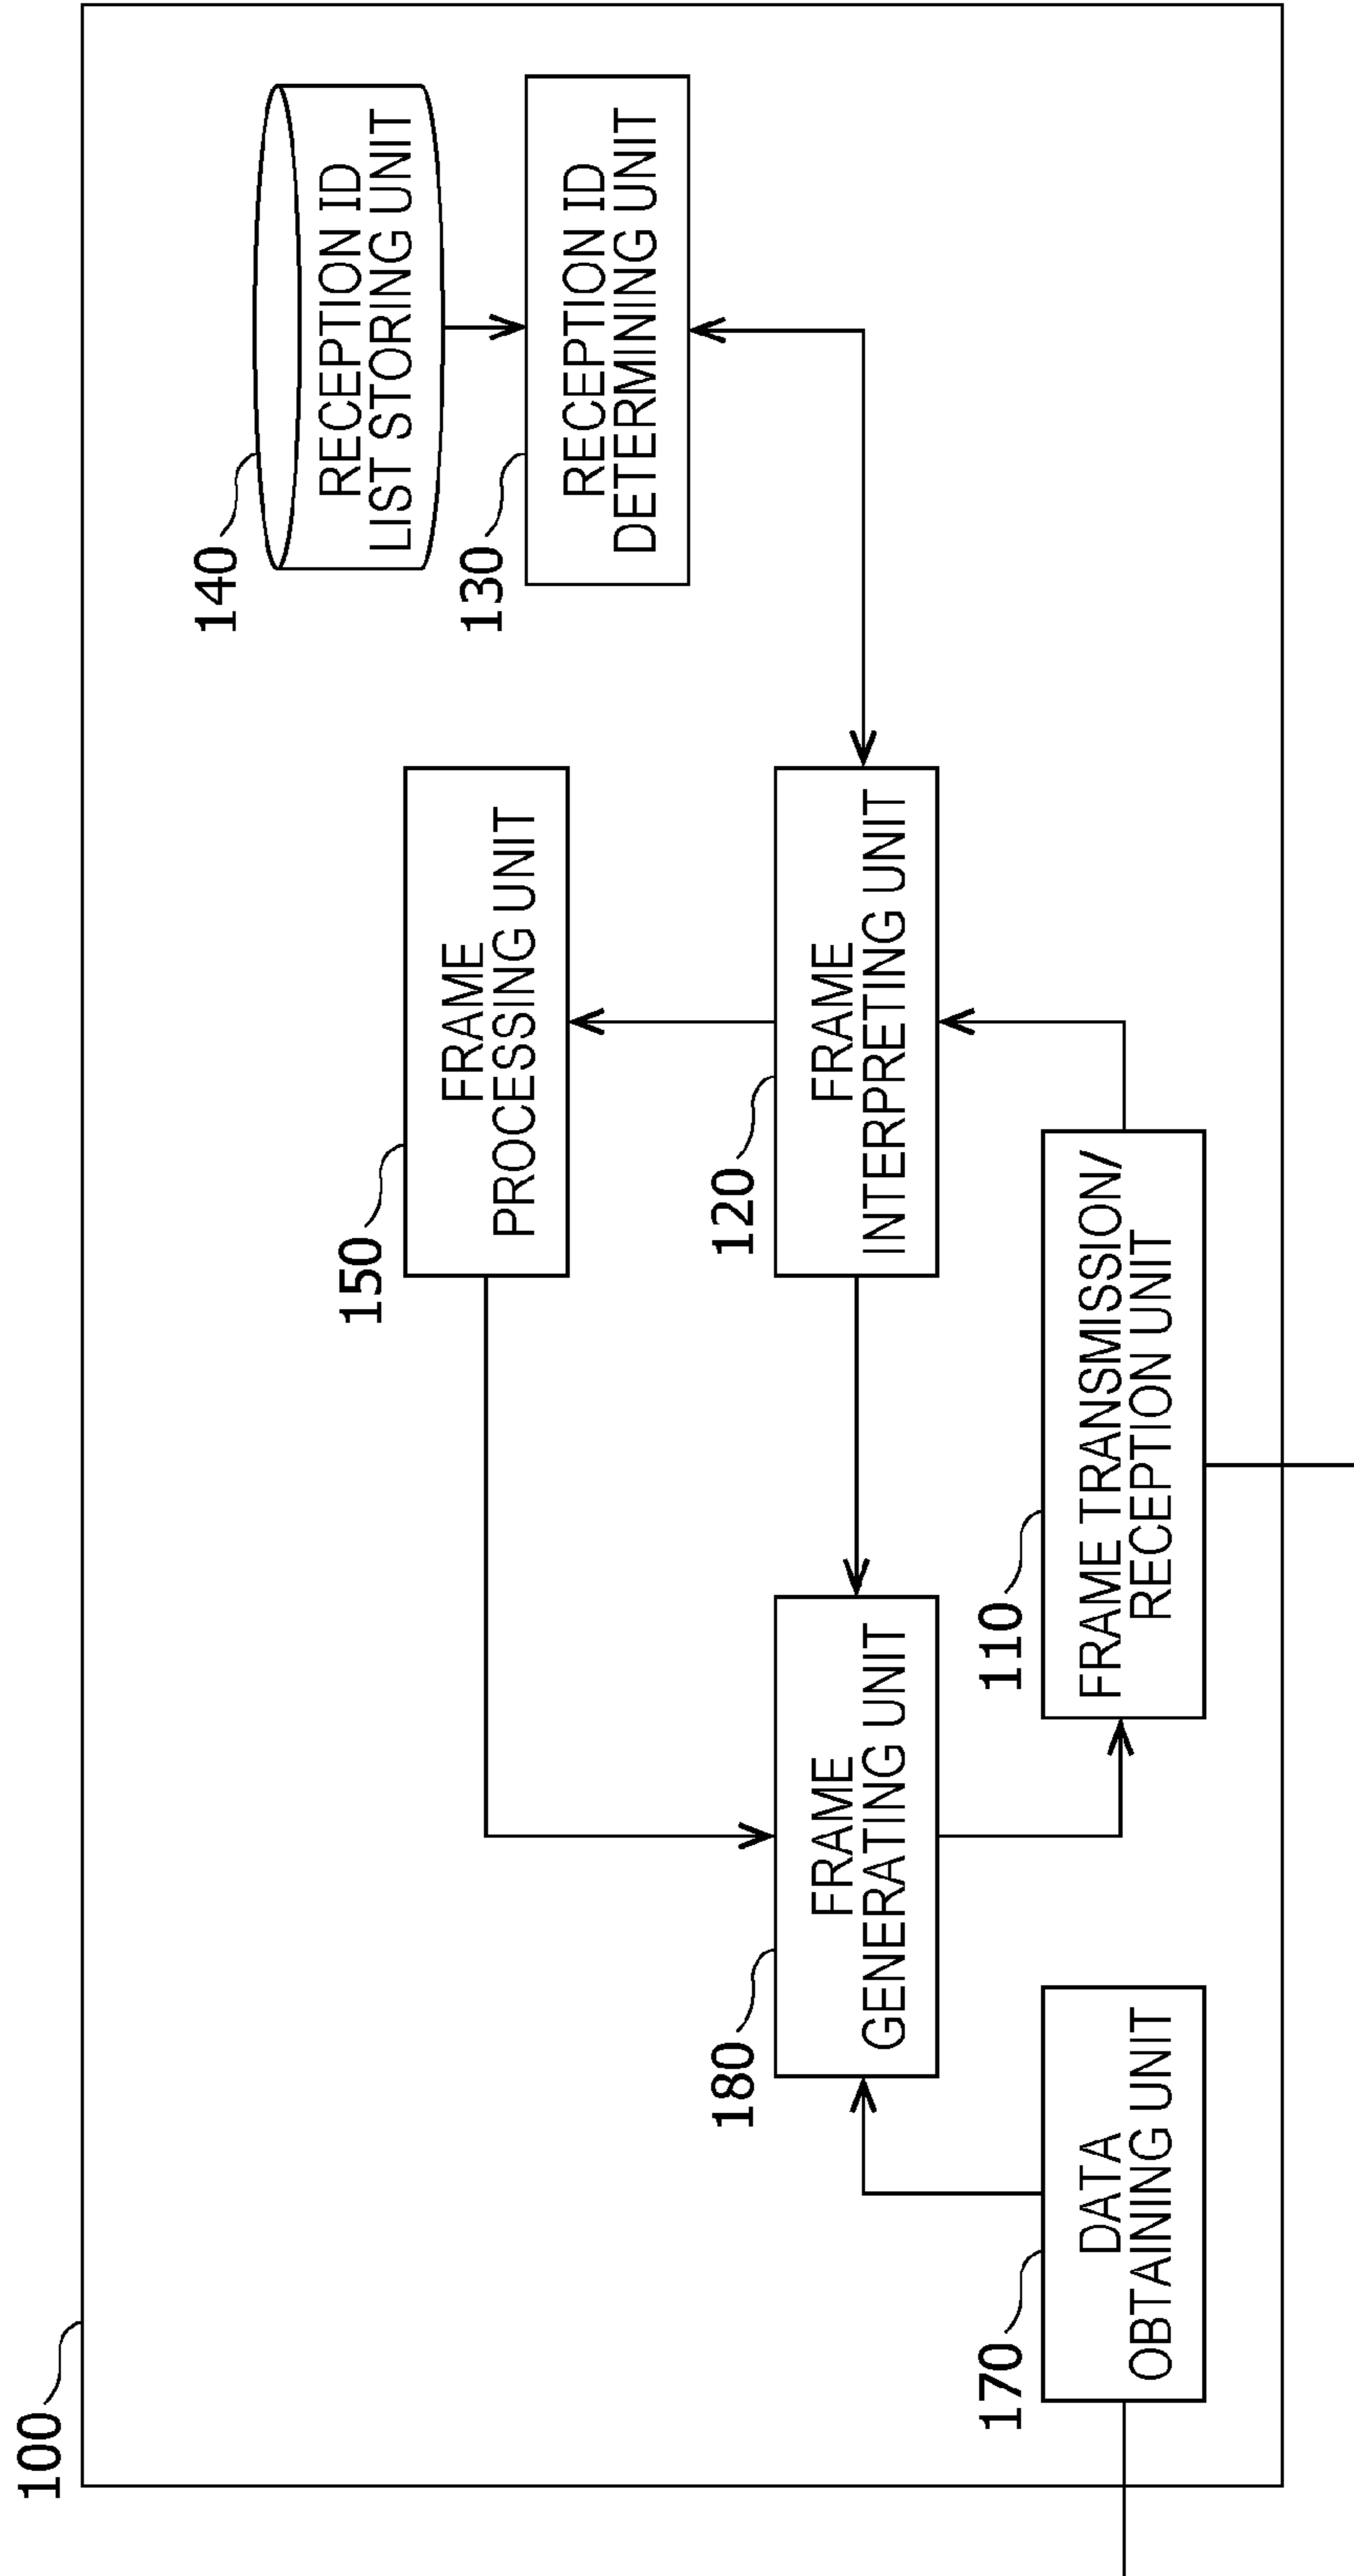 100
140
RECEPTION ID
LIST STORING UNIT
150
FRAME
PROCESSING UNIT
130
RECEPTION ID
DETERMINING UNIT
180
FRAME
GENERATING UNIT
120
FRAME
INTERPRETING UNIT
170
DATA
OBTAINING UNIT
110
FRAME TRANSMISSION/
RECEPTION UNIT